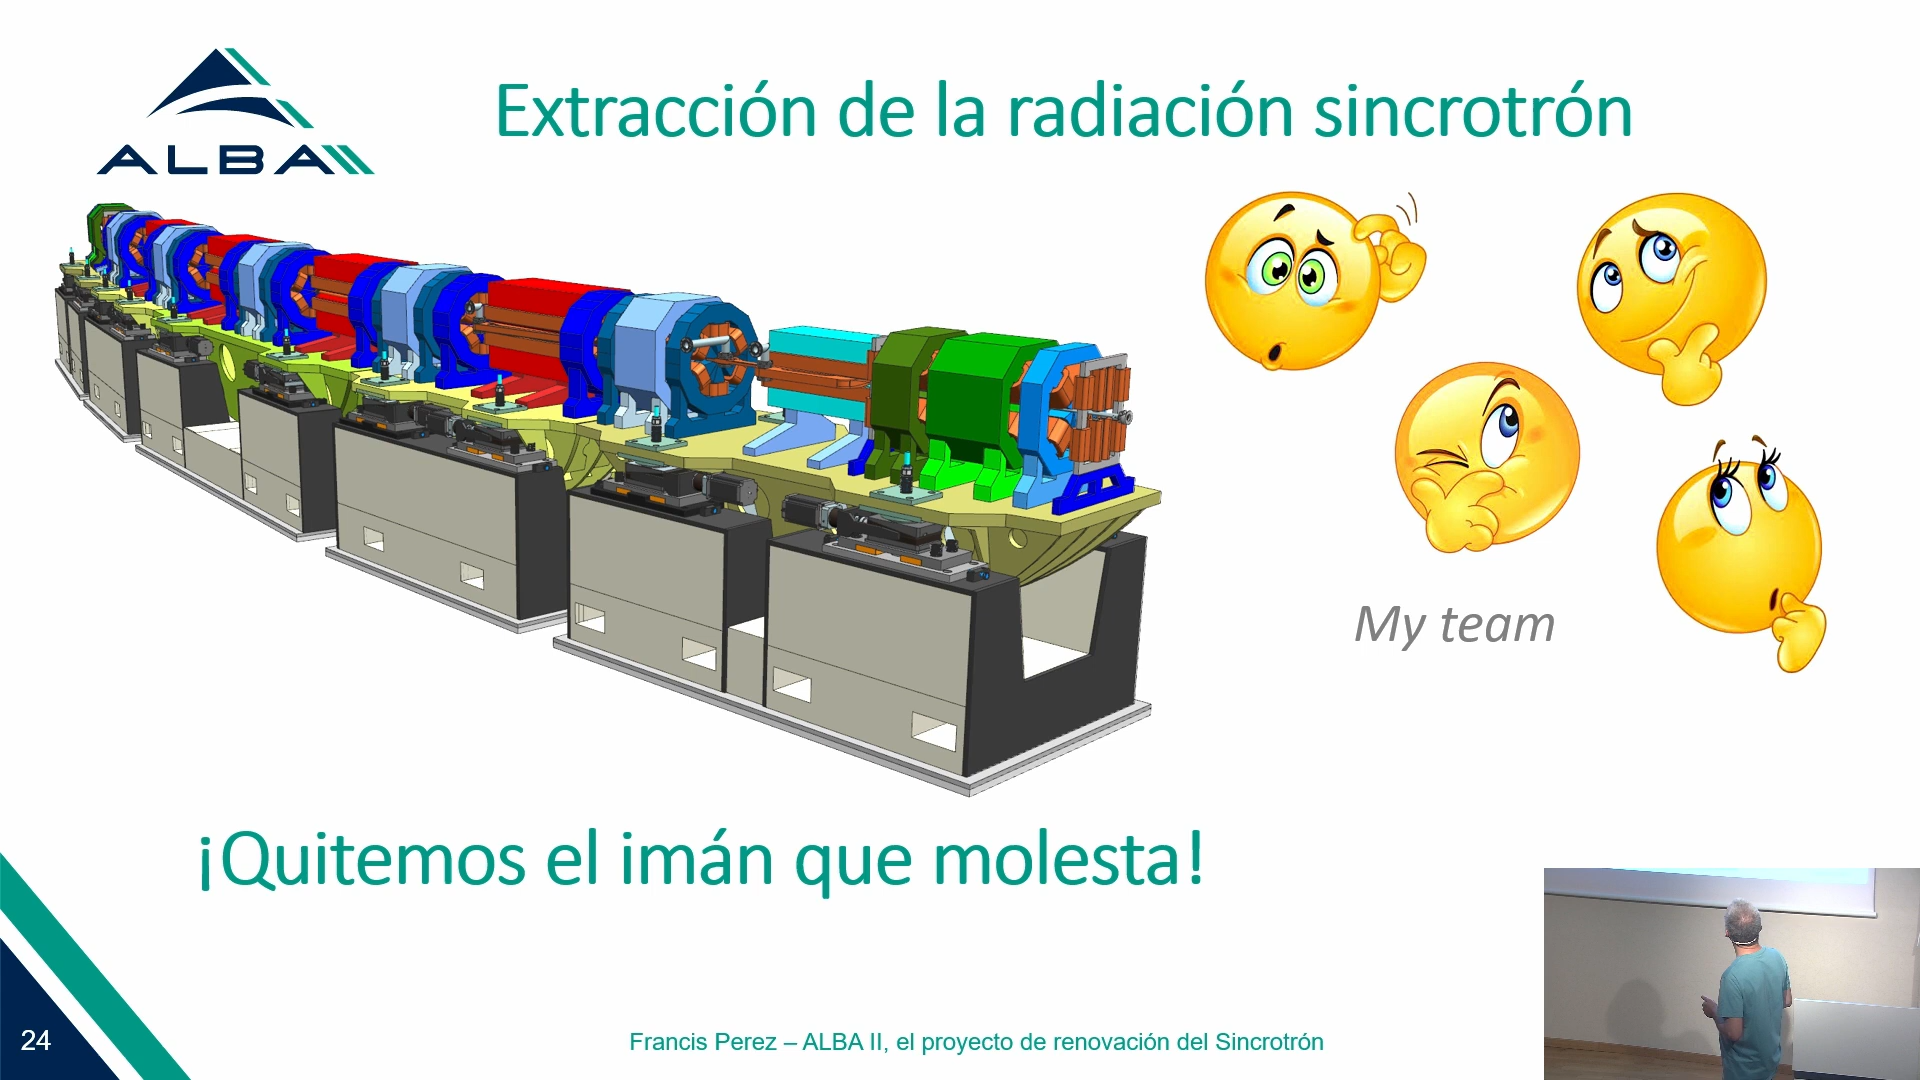 ALBA
Extracción de la radiación sincrotrón
My team
¡Quitemos el imán que molesta!
24
Francis Perez – ALBA II, el proyecto de renovación del Sincrotrón